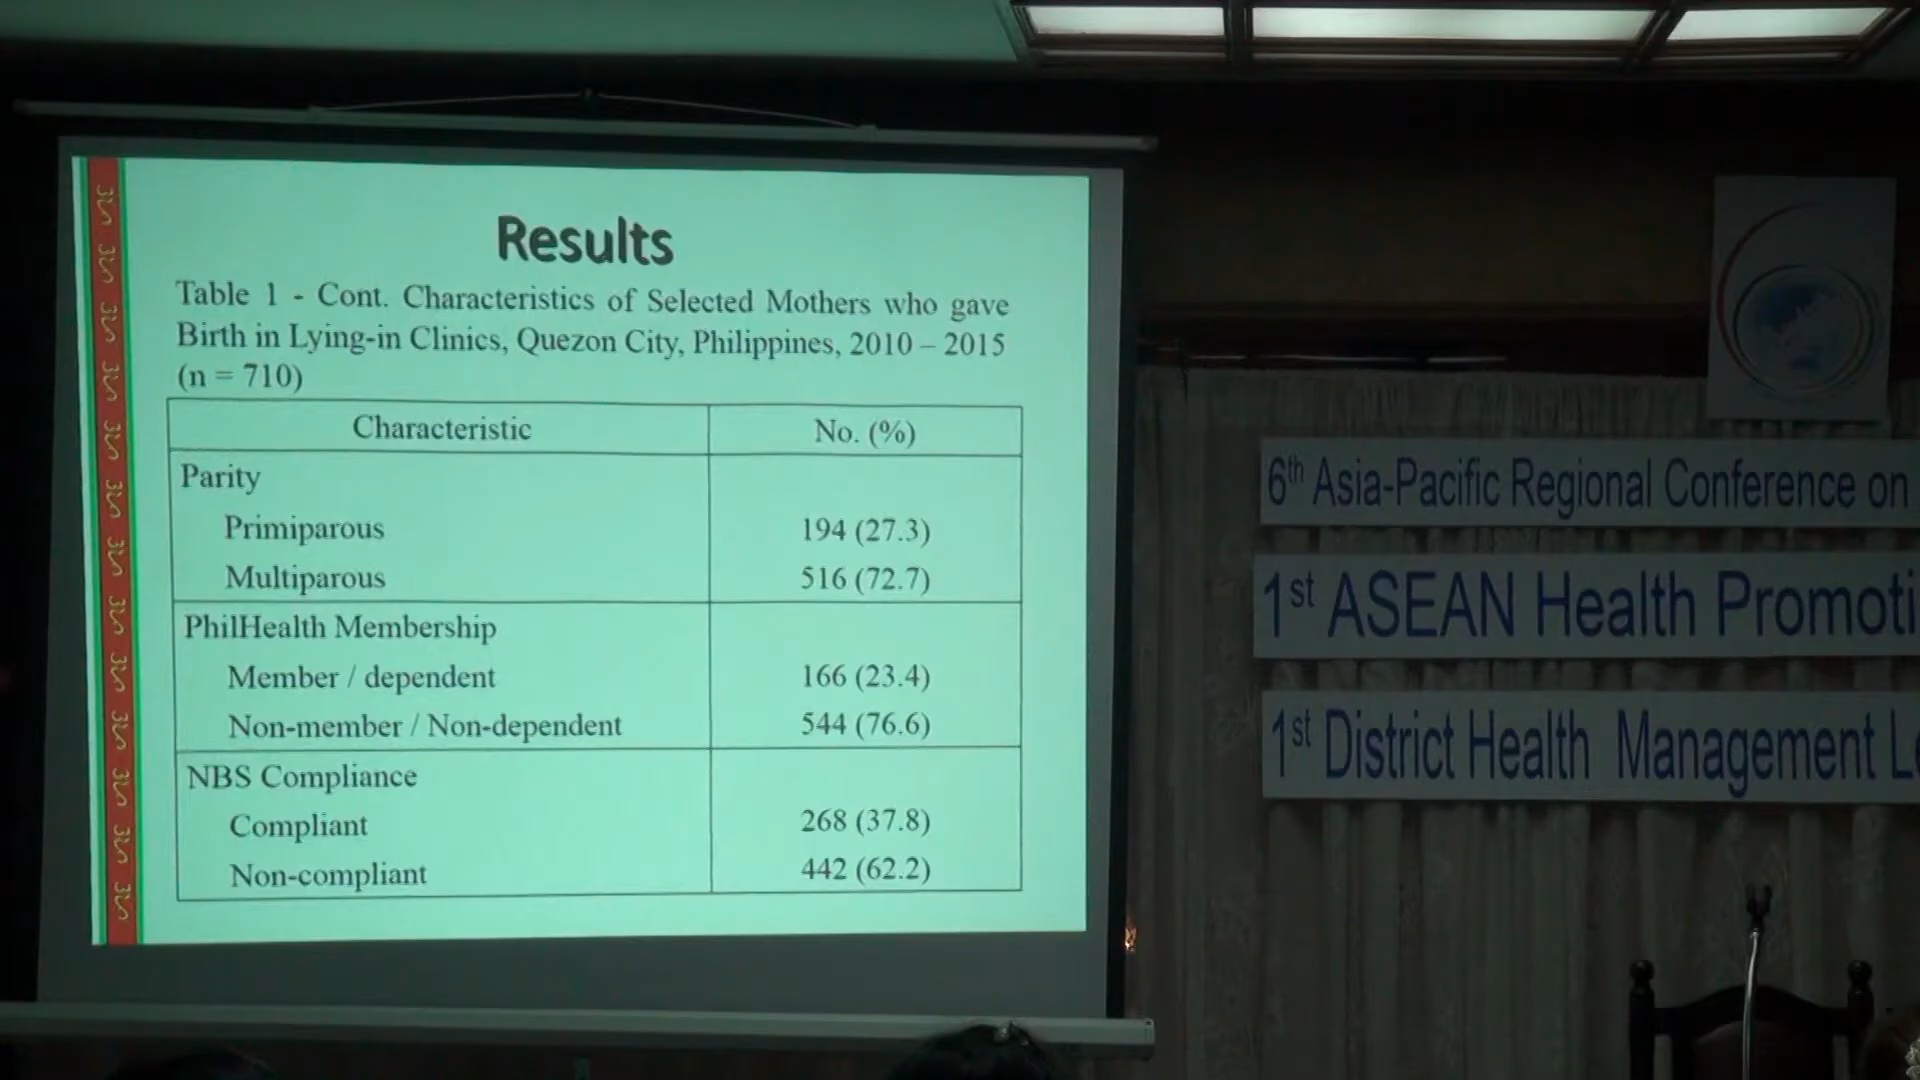 Results
Table 1 - Cont. Characteristics of Selected Mothers who gave
Birth in Lying-in Clinics, Quezon City, Philippines, 2010 – 2015
(n = 710)
Characteristic No. (%)
Parity
Primiparous 194 (27.3)
Multiparous 516 (72.7)
PhilHealth Membership
Member / dependent 166 (23.4)
Non-member / Non-dependent 544 (76.6)
NBS Compliance
Compliant 268 (37.8)
Non-compliant 442 (62.2)
6th Asia-Pacific Regional Conference on
1st ASEAN Health Promoti
1st District Health Management L